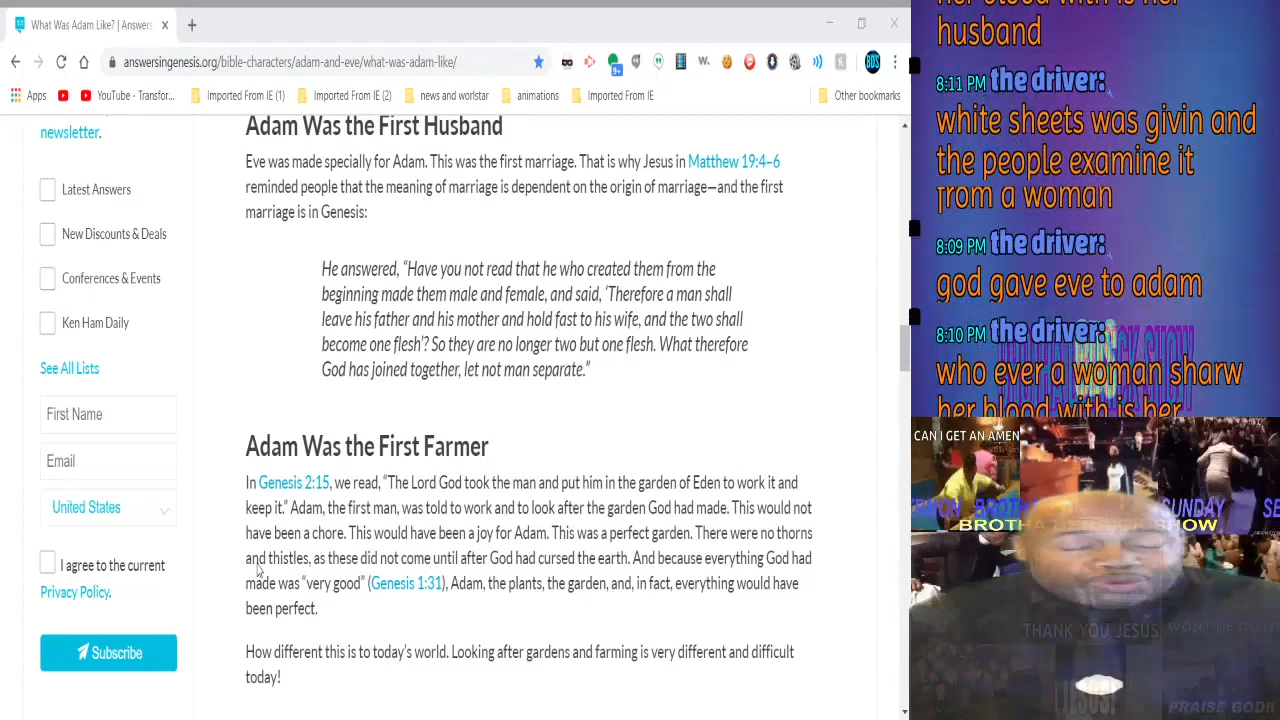 What Was Adam Like? | Answers
answersingenesis.org/bible-characters/adam-and-eve/what-was-adam-like/
9+
W.
BDS
Apps
YouTube - Transfor...
Imported From IE (1)
Imported From IE (2)
news and worlstar
animations
Imported From IE
Other bookmarks
newsletter.
Latest Answers
New Discounts & Deals
Conferences & Events
Ken Ham Daily
See All Lists
First Name
Email
United States
I agree to the current
Privacy Policy.
Subscribe
Adam Was the First Husband
Eve was made specially for Adam. This was the first marriage. That is why Jesus in Matthew 19:4–6
reminded people that the meaning of marriage is dependent on the origin of marriage—and the first
marriage is in Genesis:
He answered, “Have you not read that he who created them from the
beginning made them male and female, and said, ‘Therefore a man shall
leave his father and his mother and hold fast to his wife, and the two shall
become one flesh’? So they are no longer two but one flesh. What therefore
God has joined together, let not man separate.”
Adam Was the First Farmer
In Genesis 2:15, we read, “The Lord God took the man and put him in the garden of Eden to work it and
keep it.” Adam, the first man, was told to work and to look after the garden God had made. This would not
have been a chore. This would have been a joy for Adam. This was a perfect garden. There were no thorns
and thistles, as these did not come until after God had cursed the earth. And because everything God had
made was “very good” (Genesis 1:31), Adam, the plants, the garden, and, in fact, everything would have
been perfect.
How different this is to today’s world. Looking after gardens and farming is very different and difficult
today!
her blood with is her
husband
8:11 PM the driver:
white sheets was givin and
the people examine it
from a woman
8:09 PM the driver:
god gave eve to adam
8:10 PM the driver:
who ever a woman sharw
her blood with is her
CAN I GET AN AMEN
SUNDAY
SHOW
THANK YOU JESUS
PRAISE GOD!!